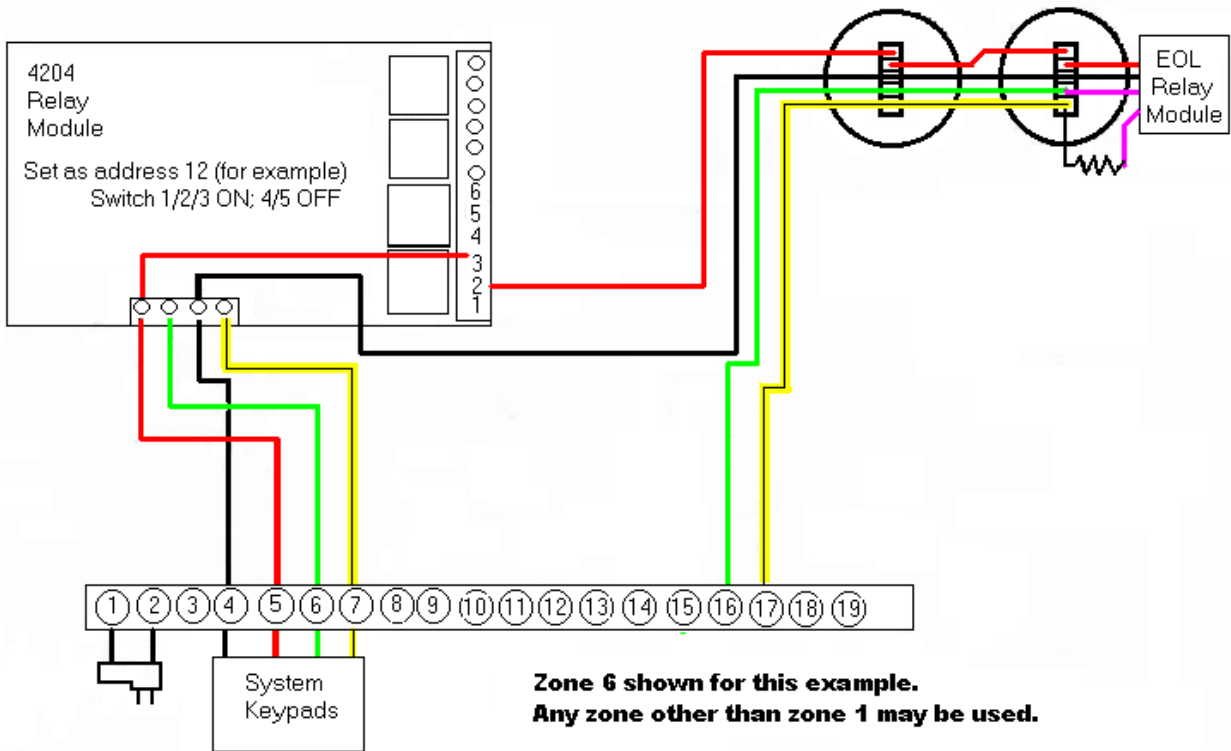 4204
Relay
Module
Set as address 12 (for example)
Switch 1/2/3 ON; 4/5 OFF
6
5
4
3
2
1
EOL
Relay
Module
1 2 3 4 5 6 7 8 9 10 11 12 13 14 15 16 17 18 19
System
Keypads
Zone 6 shown for this example.
Any zone other than zone 1 may be used.